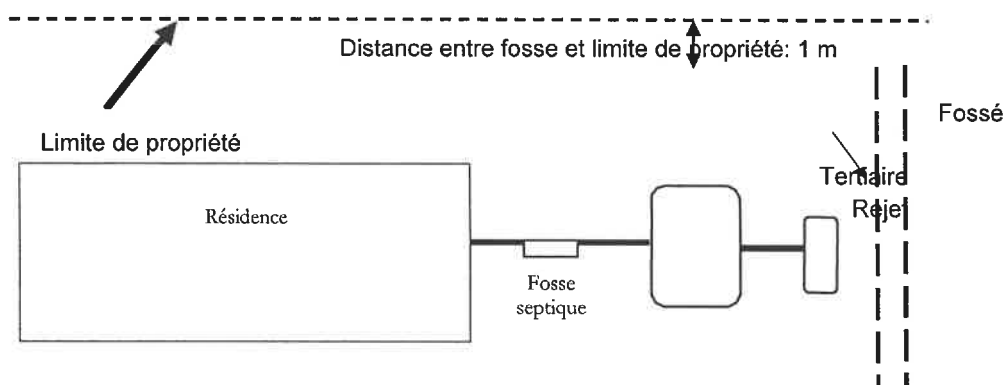 Distance entre fosse et limite de propriété: 1 m
Fossé
Limite de propriété
Tertiaire
Rejet
Résidence
Fosse
septique